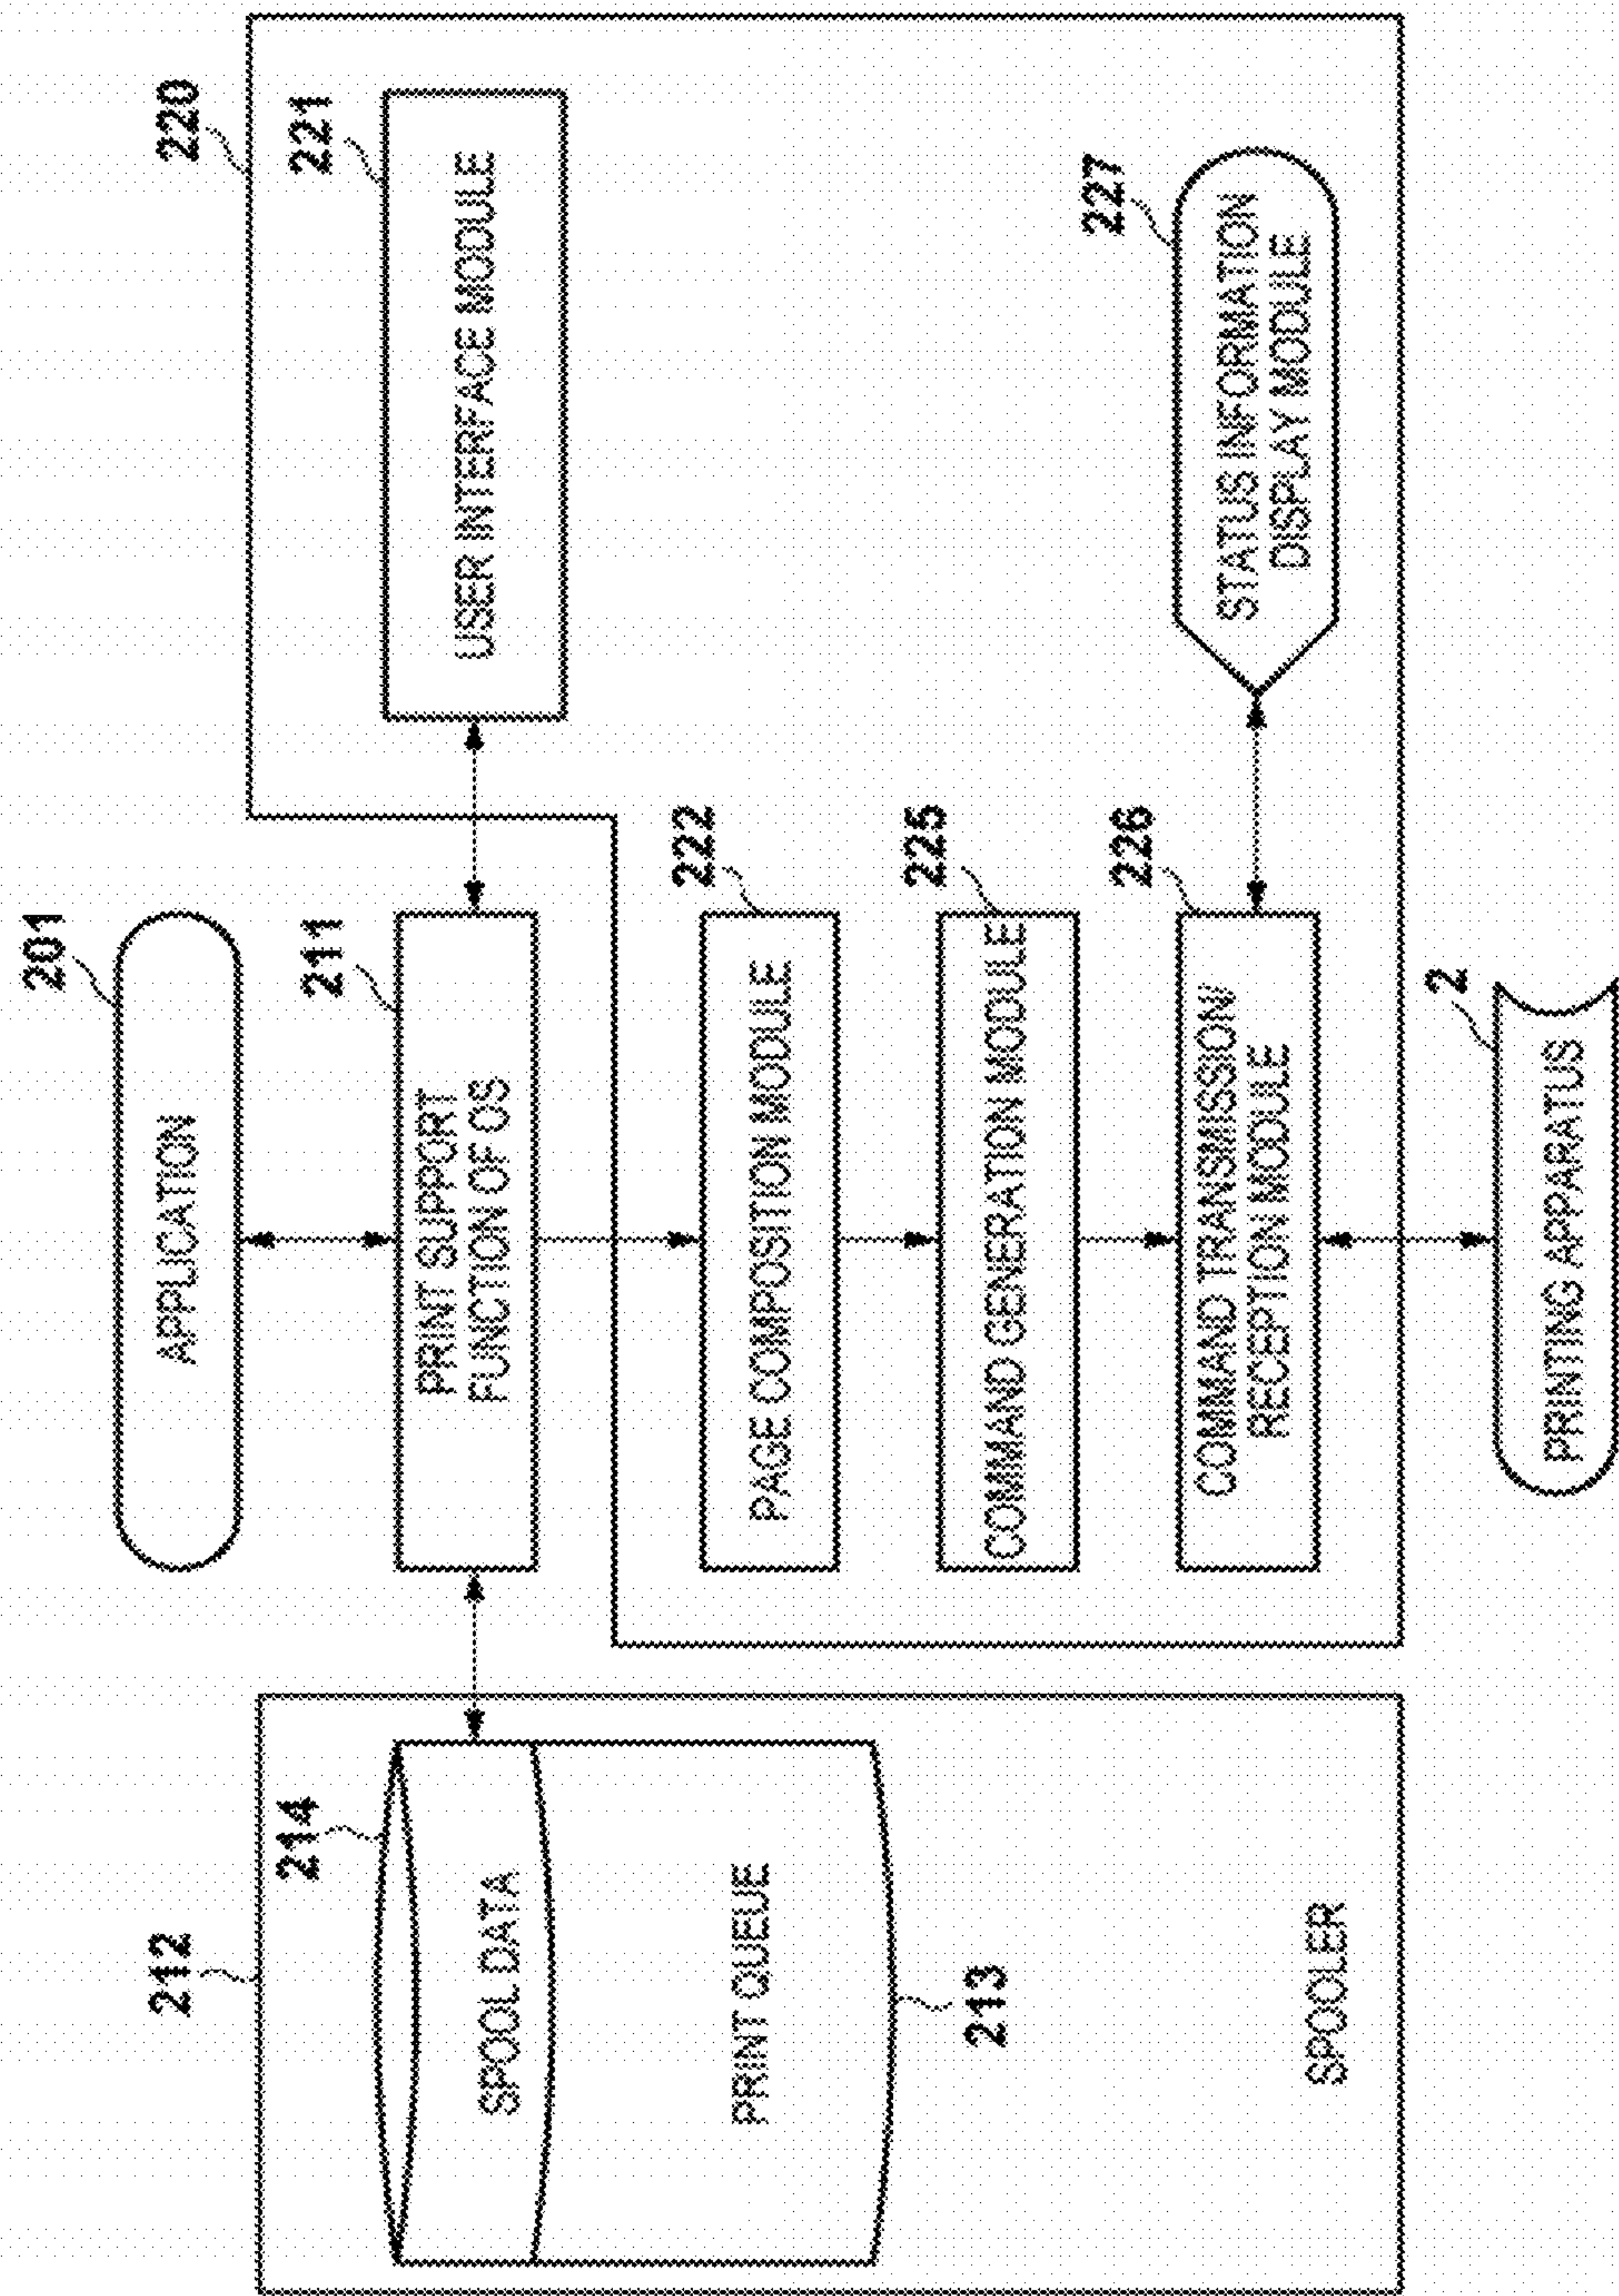 201
APPLICATION
220
212
214
211
PRINT SUPPORT
FUNCTION OF OS
221
USER INTERFACE MODULE
SPOOL DATA
PRINT QUEUE
213
SPOOLER
222
PAGE COMPOSITION MODULE
225
COMMAND GENERATION MODULE
226
COMMAND TRANSMISSION/
RECEPTION MODULE
227
STATUS INFORMATION
DISPLAY MODULE
2
PRINTING APPARATUS